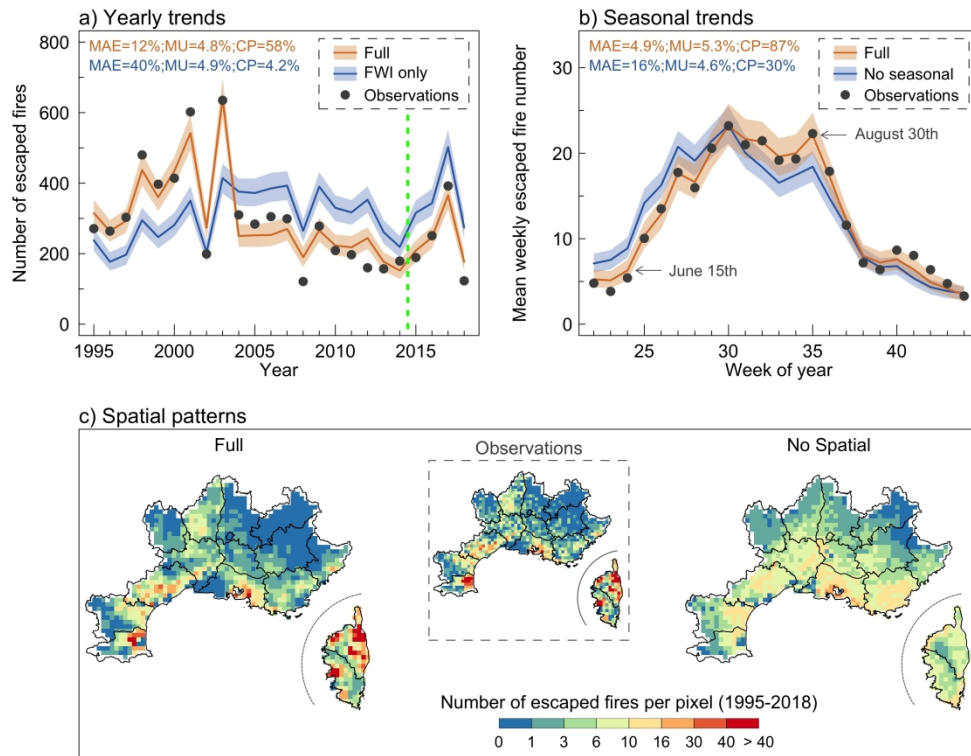 a) Yearly trends
MAE=12%;MU=4.8%;CP=58%
MAE=40%;MU=4.9%;CP=4.2%
Full
FWI only
Observations
Number of escaped fires
800
600
400
200
0
1995 2000 2005 2010 2015
Year
b) Seasonal trends
MAE=4.9%;MU=5.3%;CP=87%
MAE=16%;MU=4.6%;CP=30%
Full
No seasonal
Observations
August 30th
June 15th
Mean weekly escaped fire number
30
20
10
0
25 30 35 40
Week of year
c) Spatial patterns
Full
Observations
No Spatial
Number of escaped fires per pixel (1995-2018)
0 1 3 6 10 16 30 40 > 40